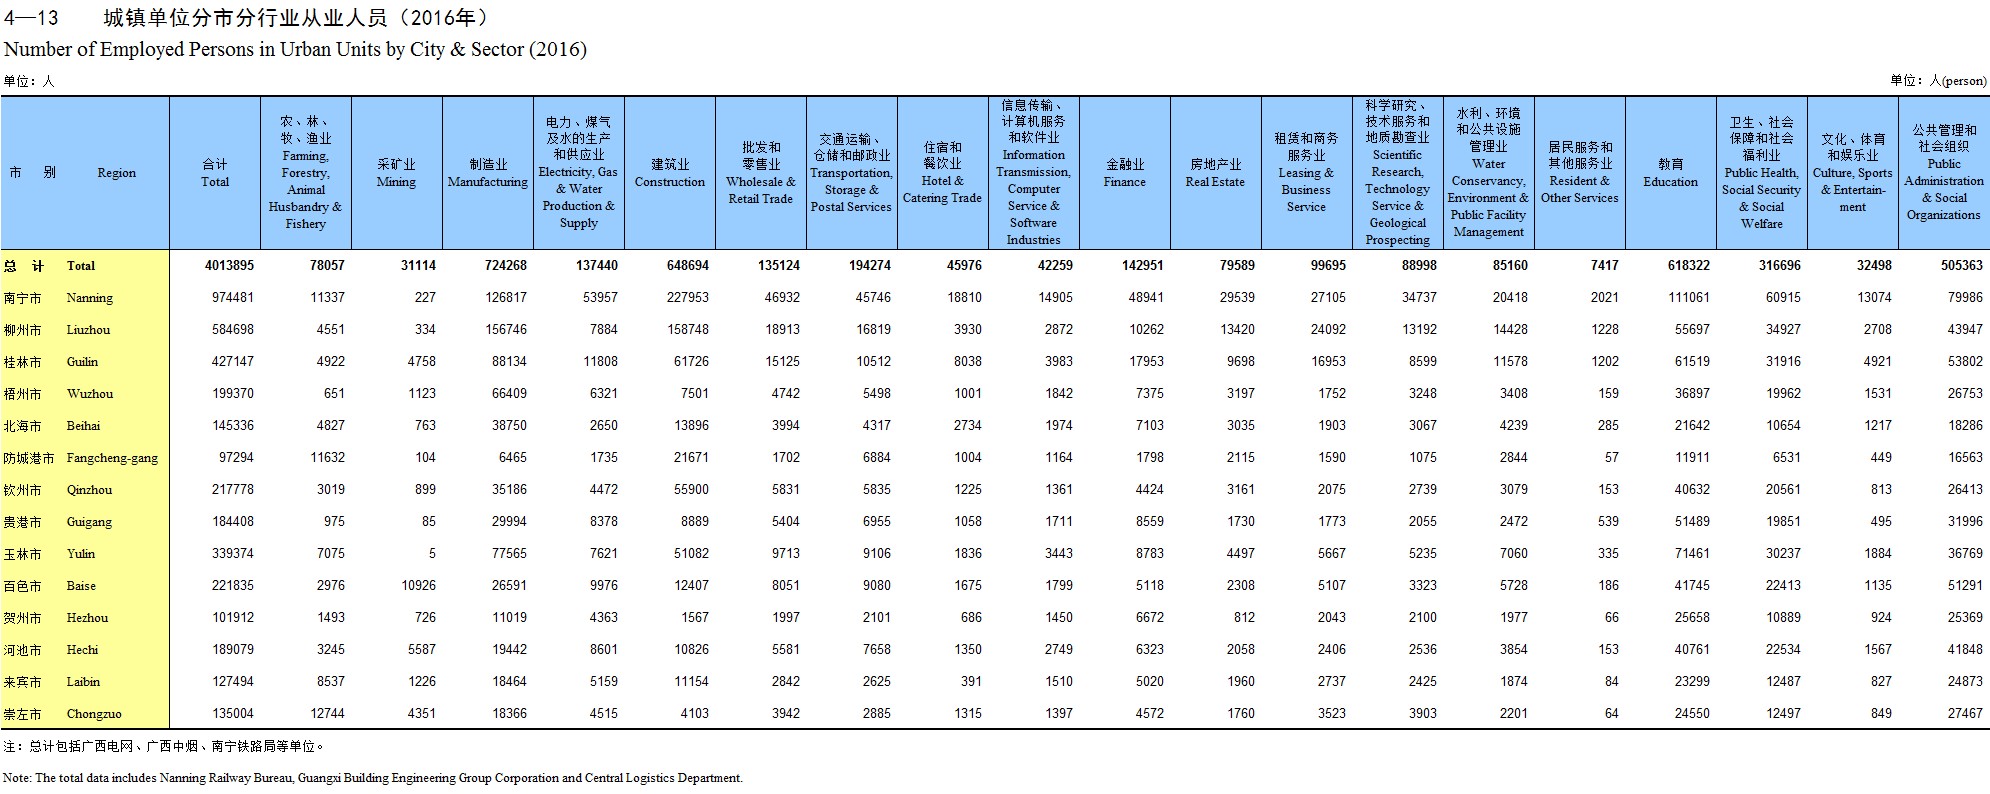 4—13 城镇单位分市分行业从业人员（2016年）
Number of Employed Persons in Urban Units by City & Sector (2016)
单位：人 单位：人(person)
市 别 Region
合计
Total
农、林、
牧、渔业
Farming,
Forestry,
Animal
Husbandry &
Fishery
采矿业
Mining
制造业
Manufacturing
电力、煤气
及水的生产
和供应业
Electricity, Gas
& Water
Production &
Supply
建筑业
Construction
批发和
零售业
Wholesale &
Retail Trade
交通运输、
仓储和邮政业
Transportation,
Storage &
Postal Services
住宿和
餐饮业
Hotel &
Catering Trade
信息传输、
计算机服务
和软件业
Information
Transmission,
Computer
Service &
Software
Industries
金融业
Finance
房地产业
Real Estate
租赁和商务
服务业
Leasing &
Business
Service
科学研究、
技术服务和
地质勘查业
Scientific
Research,
Technology
Service &
Geological
Prospecting
水利、环境
和公共设施
管理业
Water
Conservancy,
Environment &
Public Facility
Management
居民服务和
其他服务业
Resident &
Other Services
教育
Education
卫生、社会
保障和社会
福利业
Public Health,
Social Security
& Social
Welfare
文化、体育
和娱乐业
Culture, Sports
& Entertain-
ment
公共管理和
社会组织
Public
Administration
& Social
Organizations
总 计 Total 4013895 78057 31114 724268 137440 648694 135124 194274 45976 42259 142951 79589 99695 88998 85160 7417 618322 316696 32498 505363
南宁市 Nanning 974481 11337 227 126817 53957 227953 46932 45746 18810 14905 48941 29539 27105 34737 20418 2021 111061 60915 13074 79986
柳州市 Liuzhou 584698 4551 334 156746 7884 158748 18913 16819 3930 2872 10262 13420 24092 13192 14428 1228 55697 34927 2708 43947
桂林市 Guilin 427147 4922 4758 88134 11808 61726 15125 10512 8038 3983 17953 9698 16953 8599 11578 1202 61519 31916 4921 53802
梧州市 Wuzhou 199370 651 1123 66409 6321 7501 4742 5498 1001 1842 7375 3197 1752 3248 3408 159 36897 19962 1531 26753
北海市 Beihai 145336 4827 763 38750 2650 13896 3994 4317 2734 1974 7103 3035 1903 3067 4239 285 21642 10654 1217 18286
防城港市 Fangcheng-gang 97294 11632 104 6465 1735 21671 1702 6884 1004 1164 1798 2115 1590 1075 2844 57 11911 6531 449 16563
钦州市 Qinzhou 217778 3019 899 35186 4472 55900 5831 5835 1225 1361 4424 3161 2075 2739 3079 153 40632 20561 813 26413
贵港市 Guigang 184408 975 85 29994 8378 8889 5404 6955 1058 1711 8559 1730 1773 2055 2472 539 51489 19851 495 31996
玉林市 Yulin 339374 7075 5 77565 7621 51082 9713 9106 1836 3443 8783 4497 5667 5235 7060 335 71461 30237 1884 36769
百色市 Baise 221835 2976 10926 26591 9976 12407 8051 9080 1675 1799 5118 2308 5107 3323 5728 186 41745 22413 1135 51291
贺州市 Hezhou 101912 1493 726 11019 4363 1567 1997 2101 686 1450 6672 812 2043 2100 1977 66 25658 10889 924 25369
河池市 Hechi 189079 3245 5587 19442 8601 10826 5581 7658 1350 2749 6323 2058 2406 2536 3854 153 40761 22534 1567 41848
来宾市 Laibin 127494 8537 1226 18464 5159 11154 2842 2625 391 1510 5020 1960 2737 2425 1874 84 23299 12487 827 24873
崇左市 Chongzuo 135004 12744 4351 18366 4515 4103 3942 2885 1315 1397 4572 1760 3523 3903 2201 64 24550 12497 849 27467
注：总计包括广西电网、广西中烟、南宁铁路局等单位。
Note: The total data includes Nanning Railway Bureau, Guangxi Building Engineering Group Corporation and Central Logistics Department.